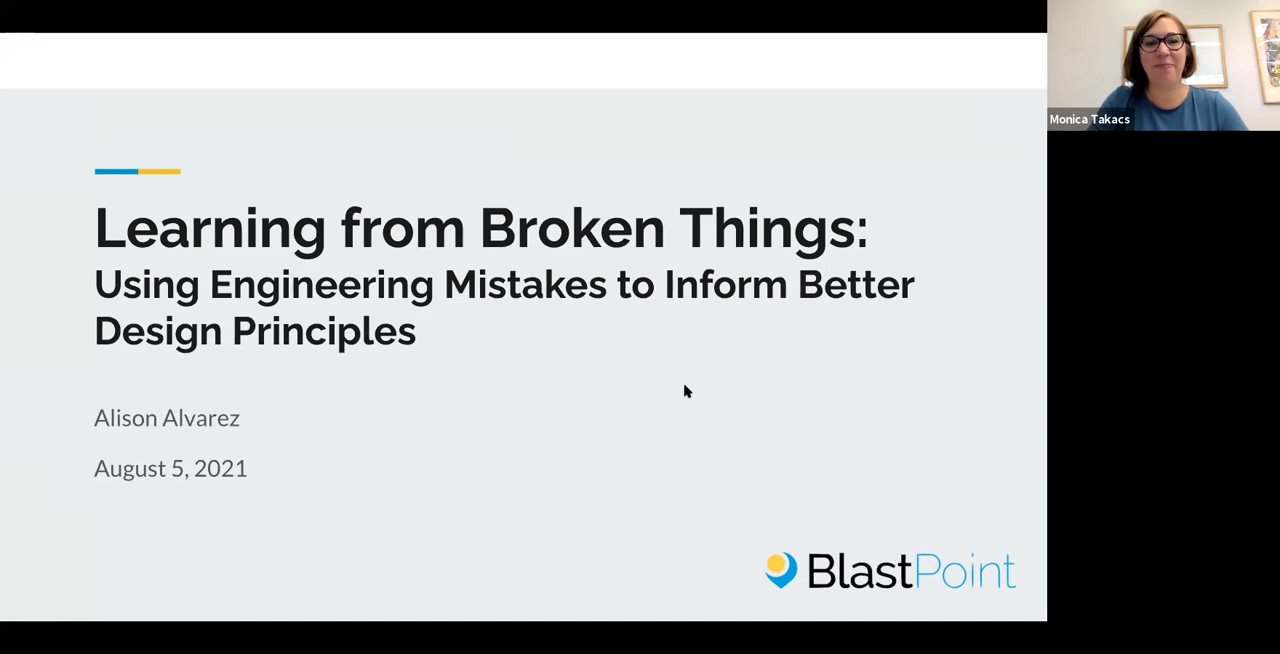 Monica Takacs
Learning from Broken Things:
Using Engineering Mistakes to Inform Better
Design Principles
Alison Alvarez
August 5, 2021
BlastPoint